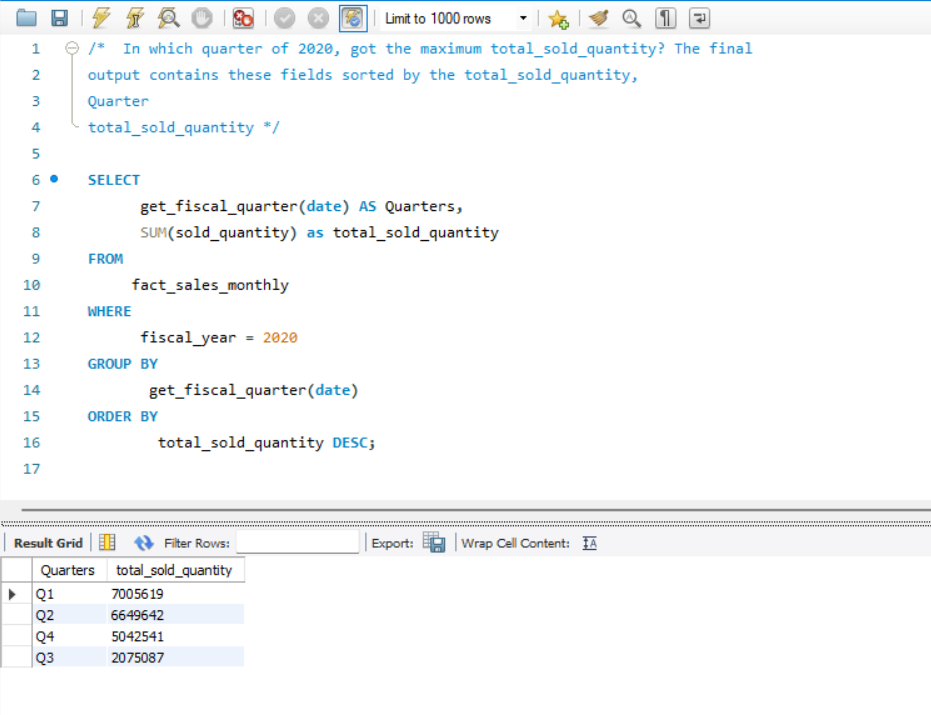 Limit to 1000 rows
1 /* In which quarter of 2020, got the maximum total_sold_quantity? The final
2 output contains these fields sorted by the total_sold_quantity,
3 Quarter
4 total_sold_quantity */
5
6 SELECT
7 get_fiscal_quarter(date) AS Quarters,
8 SUM(sold_quantity) as total_sold_quantity
9 FROM
10 fact_sales_monthly
11 WHERE
12 fiscal_year = 2020
13 GROUP BY
14 get_fiscal_quarter(date)
15 ORDER BY
16 total_sold_quantity DESC;
17
Result Grid Filter Rows: Export: Wrap Cell Content: IA
Quarters total_sold_quantity
Q1 7005619
Q2 6649642
Q4 5042541
Q3 2075087